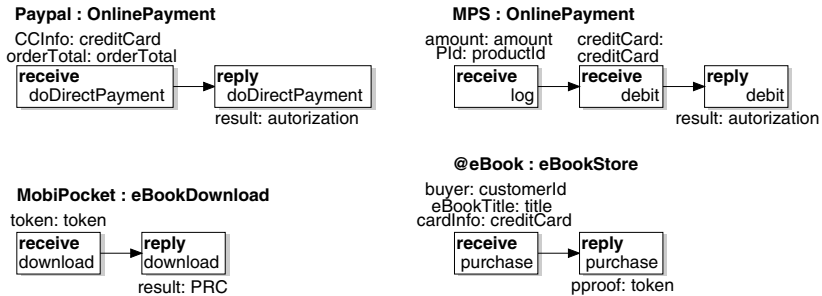 Paypal : OnlinePayment
CCInfo: creditCard
orderTotal: orderTotal
receive
doDirectPayment
reply
doDirectPayment
result: autorization
MPS : OnlinePayment
amount: amount
PId: productId
creditCard:
creditCard
receive
log
receive
debit
reply
debit
result: autorization
MobiPocket : eBookDownload
token: token
receive
download
reply
download
result: PRC
@eBook : eBookStore
buyer: customerId
eBookTitle: title
cardInfo: creditCard
receive
purchase
reply
purchase
pproof: token